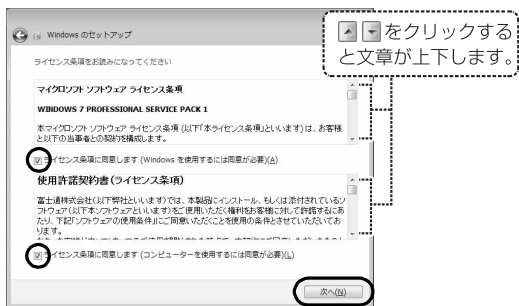 Windows のセットアップ
▲ ▼ をクリックする
と文章が上下します。
ライセンス条項をお読みになってください
マイクロソフト ソフトウェア ライセンス条項
WINDOWS 7 PROFESSIONAL SERVICE PACK 1
本マイクロソフト ソフトウェア ライセンス条項 (以下「本ライセンス条項」といいます) は、お客様
と以下の当事者との契約を構成します。
ライセンス条項に同意します (Windows を使用するには同意が必要)(A)
使用許諾契約書(ライセンス条項)
富士通株式会社(以下弊社といいます)では、本製品にインストール、もしくは添付されているソ
フトウェア(以下本ソフトウェアといいます)をご使用いただく権利をお客様に対して許諾するにあ
たり、下記「ソフトウェアの使用条件」にご同意いただくことを使用の条件とさせていただいてお
ります。
ライセンス条項に同意します (コンピューターを使用するには同意が必要)(L)
次へ(N)